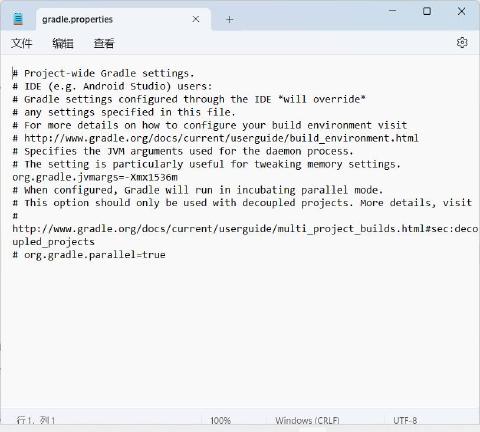 gradle.properties
文件 编辑 查看
# Project-wide Gradle settings.
# IDE (e.g. Android Studio) users:
# Gradle settings configured through the IDE *will override*
# any settings specified in this file.
# For more details on how to configure your build environment visit
# http://www.gradle.org/docs/current/userguide/build_environment.html
# Specifies the JVM arguments used for the daemon process.
# The setting is particularly useful for tweaking memory settings.
org.gradle.jvmargs=-Xmx1536m
# When configured, Gradle will run in incubating parallel mode.
# This option should only be used with decoupled projects. More details, visit
#
http://www.gradle.org/docs/current/userguide/multi_project_builds.html#sec:deco
upled_projects
# org.gradle.parallel=true
行 1，列 1 100% Windows (CRLF) UTF-8